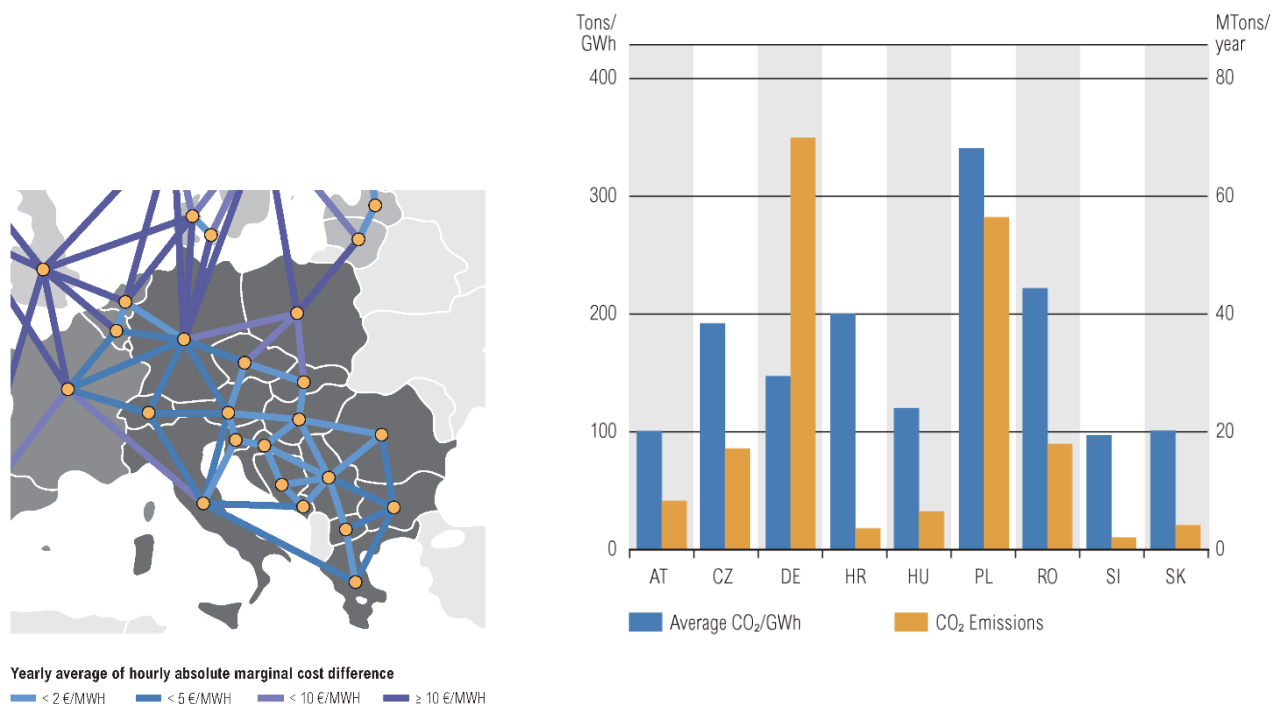 Yearly average of hourly absolute marginal cost difference
< 2 €/MWH < 5 €/MWH < 10 €/MWH ≥ 10 €/MWH
Tons/ MTons/
GWh year
400 80
300 60
200 40
100 20
0 0
AT CZ DE HR HU PL RO SI SK
Average CO₂/GWh CO₂ Emissions